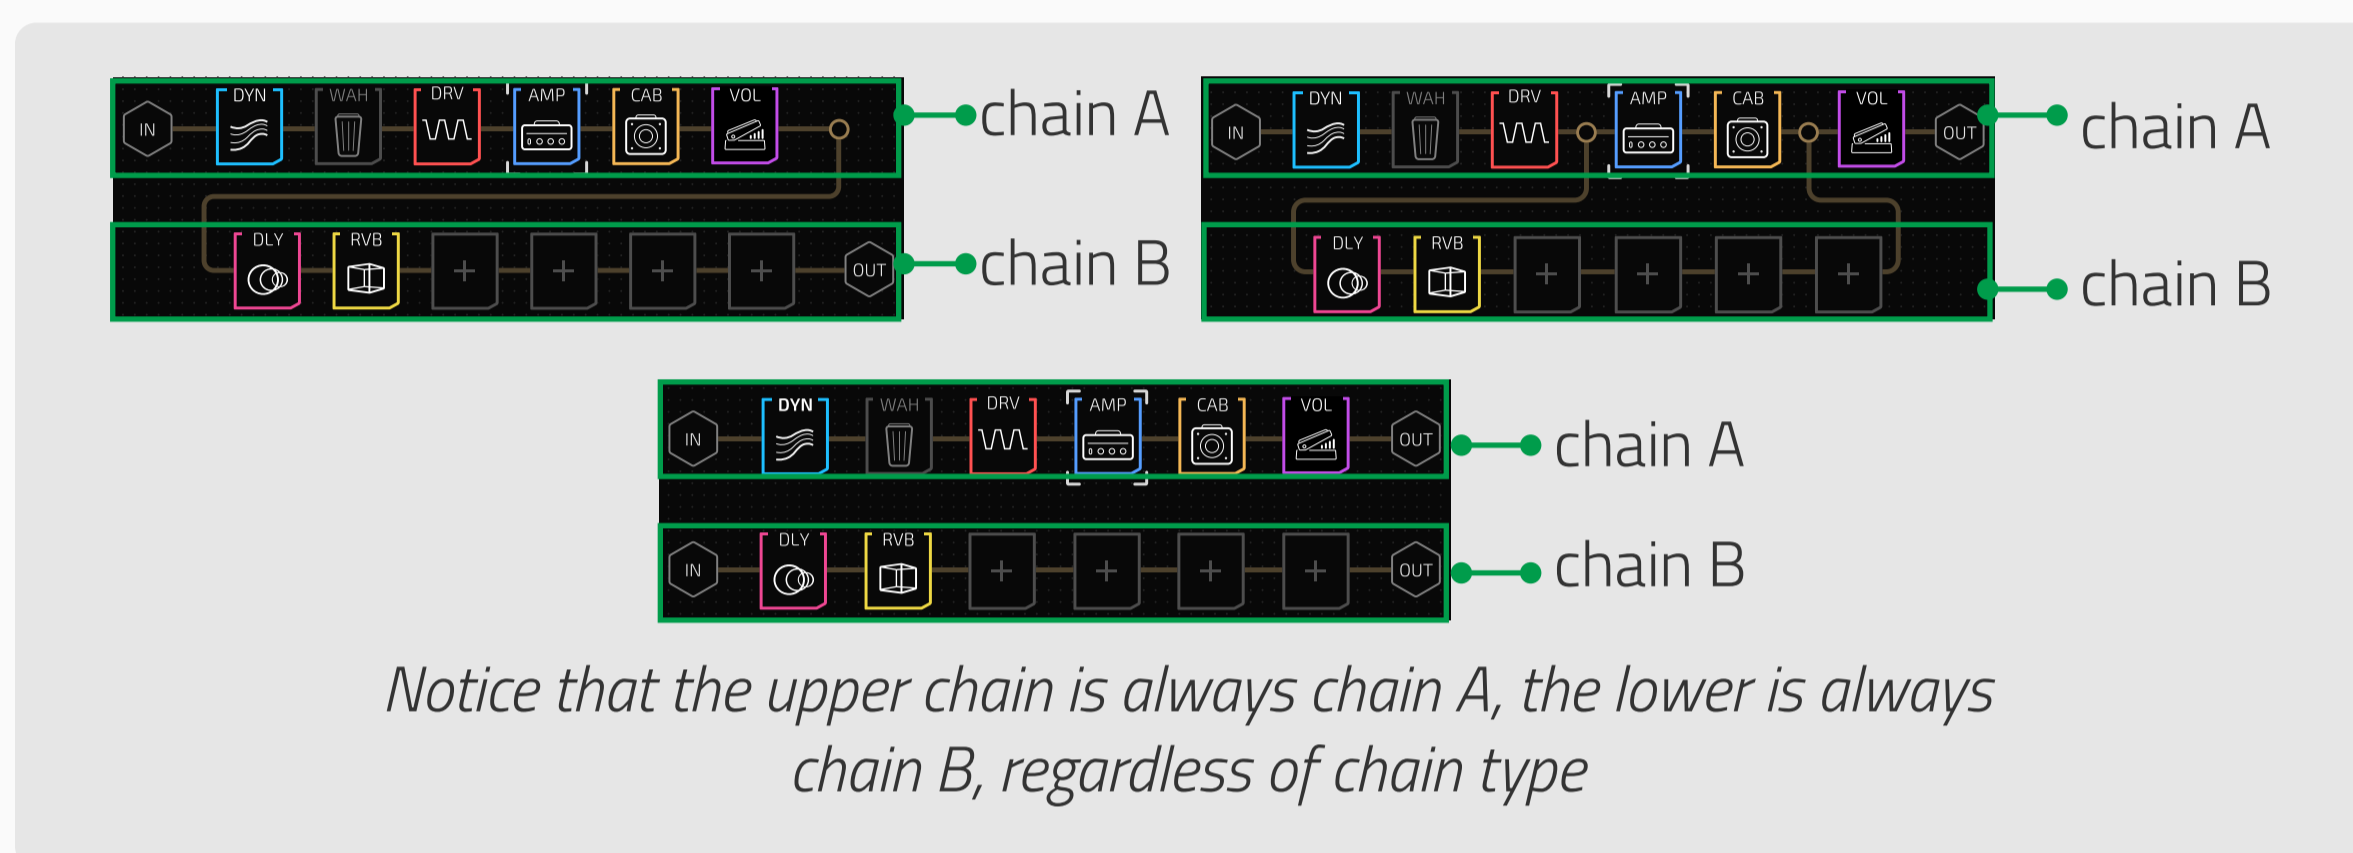 DYN WAH DRV AMP CAB VOL
IN
chain A
DLY RVB
OUT
chain B
DYN WAH DRV AMP CAB VOL
IN OUT
chain A
DLY RVB
chain B
DYN WAH DRV AMP CAB VOL
IN OUT
chain A
DLY RVB
IN OUT
chain B
Notice that the upper chain is always chain A, the lower is always
chain B, regardless of chain type